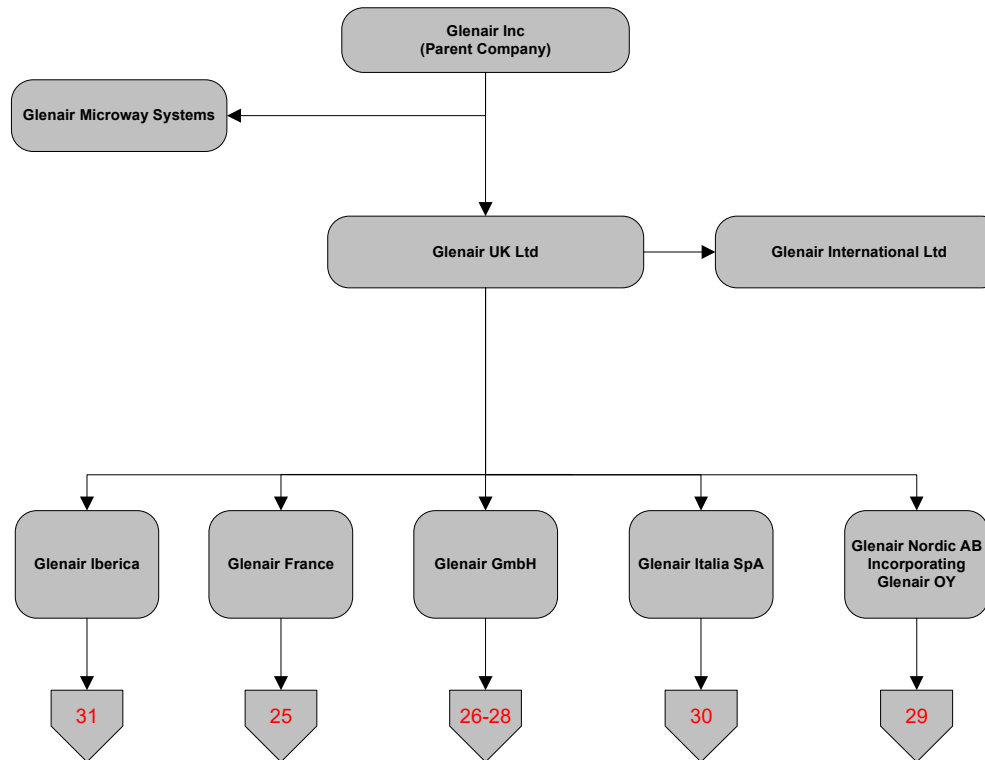 Glenair Inc
(Parent Company)
Glenair Microway Systems
Glenair UK Ltd
Glenair International Ltd
Glenair Iberica
Glenair France
Glenair GmbH
Glenair Italia SpA
Glenair Nordic AB
Incorporating
Glenair OY
31
25
26-28
30
29